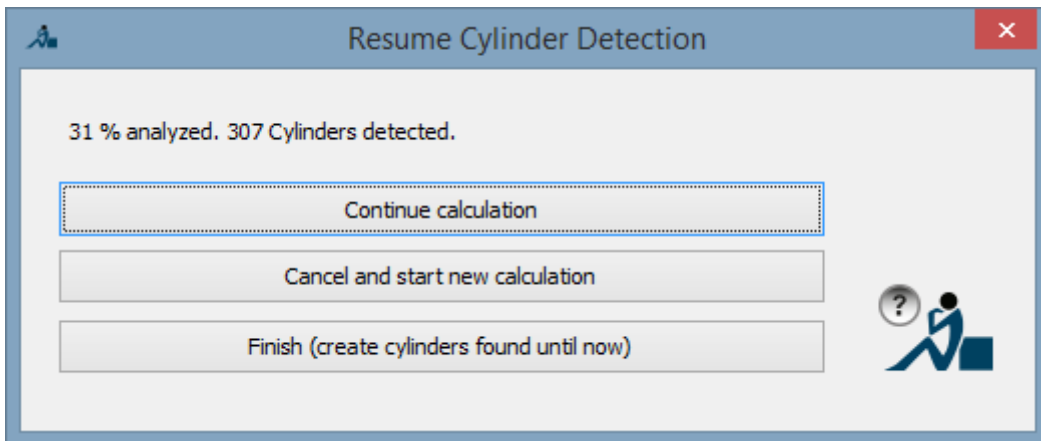 Resume Cylinder Detection
31 % analyzed. 307 Cylinders detected.
Continue calculation
Cancel and start new calculation
?
Finish (create cylinders found until now)